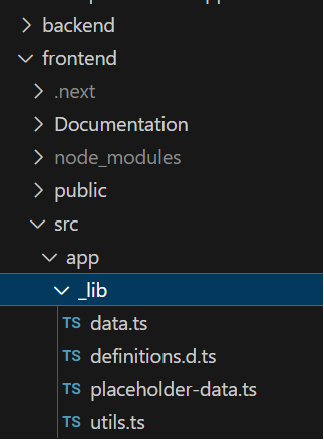 backend
frontend
.next
Documentation
node_modules
public
src
app
_lib
TS data.ts
TS definitions.d.ts
TS placeholder-data.ts
TS utils.ts